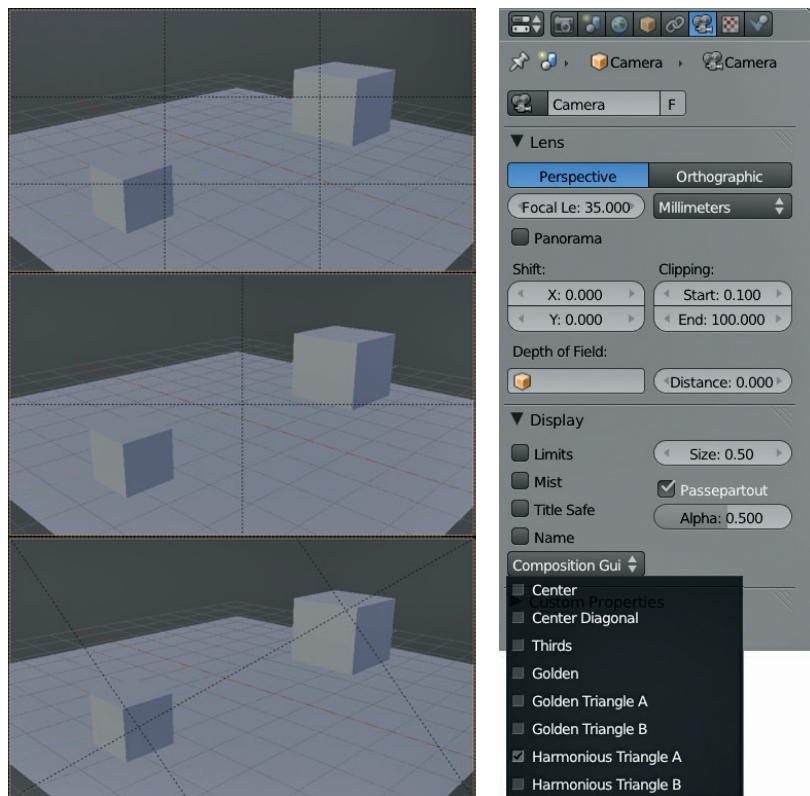 Camera Camera
Camera F
Lens
Perspective Orthographic
Focal Le: 35.000 Millimeters
Panorama
Shift: Clipping:
X: 0.000 Start: 0.100
Y: 0.000 End: 100.000
Depth of Field:
Distance: 0.000
Display
Limits Size: 0.50
Mist Passepartout
Title Safe Alpha: 0.500
Name
Composition Gui
Custom Properties
Center
Center Diagonal
Thirds
Golden
Golden Triangle A
Golden Triangle B
Harmonious Triangle A
Harmonious Triangle B